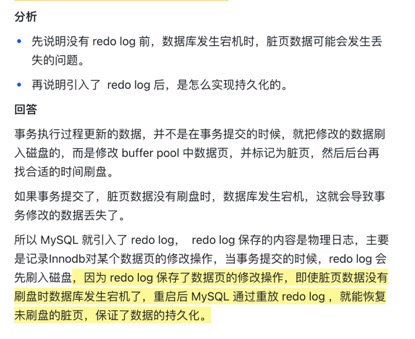 分析
先说明没有 redo log 前，数据库发生宕机时，脏页数据可能会发生丢
失的问题。
再说明引入了 redo log 后，是怎么实现持久化的。
回答
事务执行过程更新的数据，并不是在事务提交的时候，就把修改的数据刷
入磁盘的，而是修改 buffer pool 中数据页，并标记为脏页，然后后台再
找合适的时间刷盘。
如果事务提交了，脏页数据没有刷盘时，数据库发生宕机，这就会导致事
务修改的数据丢失了。
所以 MySQL 就引入了 redo log， redo log 保存的内容是物理日志，主要
是记录Innodb对某个数据页的修改操作，当事务提交的时候，redo log 会
先刷入磁盘，因为 redo log 保存了数据页的修改操作，即使脏页数据没有
刷盘时数据库发生宕机了，重启后 MySQL 通过重放 redo log ，就能恢复
未刷盘的脏页，保证了数据的持久化。